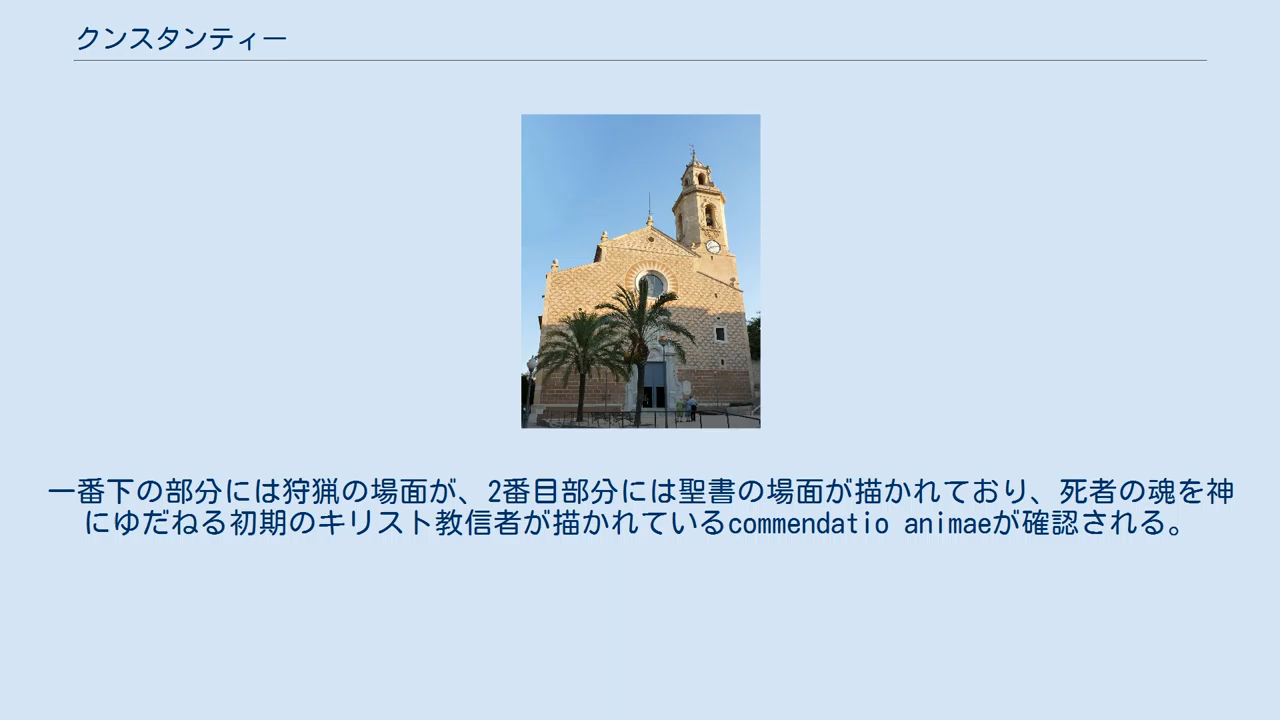 クンスタンティー
一番下の部分には狩猟の場面が、2番目部分には聖書の場面が描かれており、死者の魂を神
にゆだねる初期のキリスト教信者が描かれているcommendatio animaeが確認される。